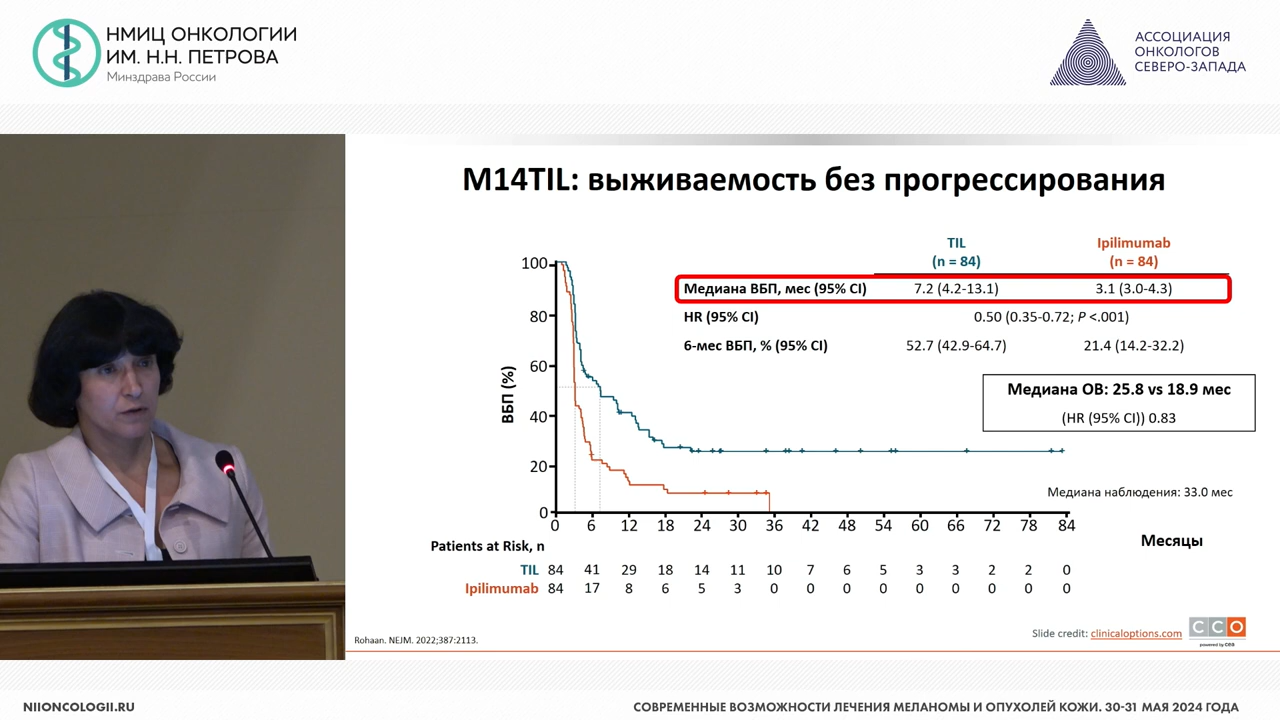 НМИЦ ОНКОЛОГИИ
ИМ. Н.Н. ПЕТРОВА
Минздрава России
АССОЦИАЦИЯ
ОНКОЛОГОВ
СЕВЕРО-ЗАПАДА
M14TIL: выживаемость без прогрессирования
TIL Ipilimumab
(n = 84) (n = 84)
Медиана ВБП, мес (95% CI) 7.2 (4.2-13.1) 3.1 (3.0-4.3)
HR (95% CI) 0.50 (0.35-0.72; P <.001)
6-мес ВБП, % (95% CI) 52.7 (42.9-64.7) 21.4 (14.2-32.2)
Медиана ОВ: 25.8 vs 18.9 мес
(HR (95% CI)) 0.83
Медиана наблюдения: 33.0 мес
ВБП (%)
100
80
60
40
20
0
0 6 12 18 24 30 36 42 48 54 60 66 72 78 84
Месяцы
Patients at Risk, n
TIL 84 41 29 18 14 11 10 7 6 5 3 3 2 2 0
Ipilimumab 84 17 8 6 5 3 0 0 0 0 0 0 0 0 0
Rohaan. NEJM. 2022;387:2113.
Slide credit: clinicaloptions.com
CCO
powered by cea
NIIONCOLOGII.RU
СОВРЕМЕННЫЕ ВОЗМОЖНОСТИ ЛЕЧЕНИЯ МЕЛАНОМЫ И ОПУХОЛЕЙ КОЖИ. 30-31 МАЯ 2024 ГОДА